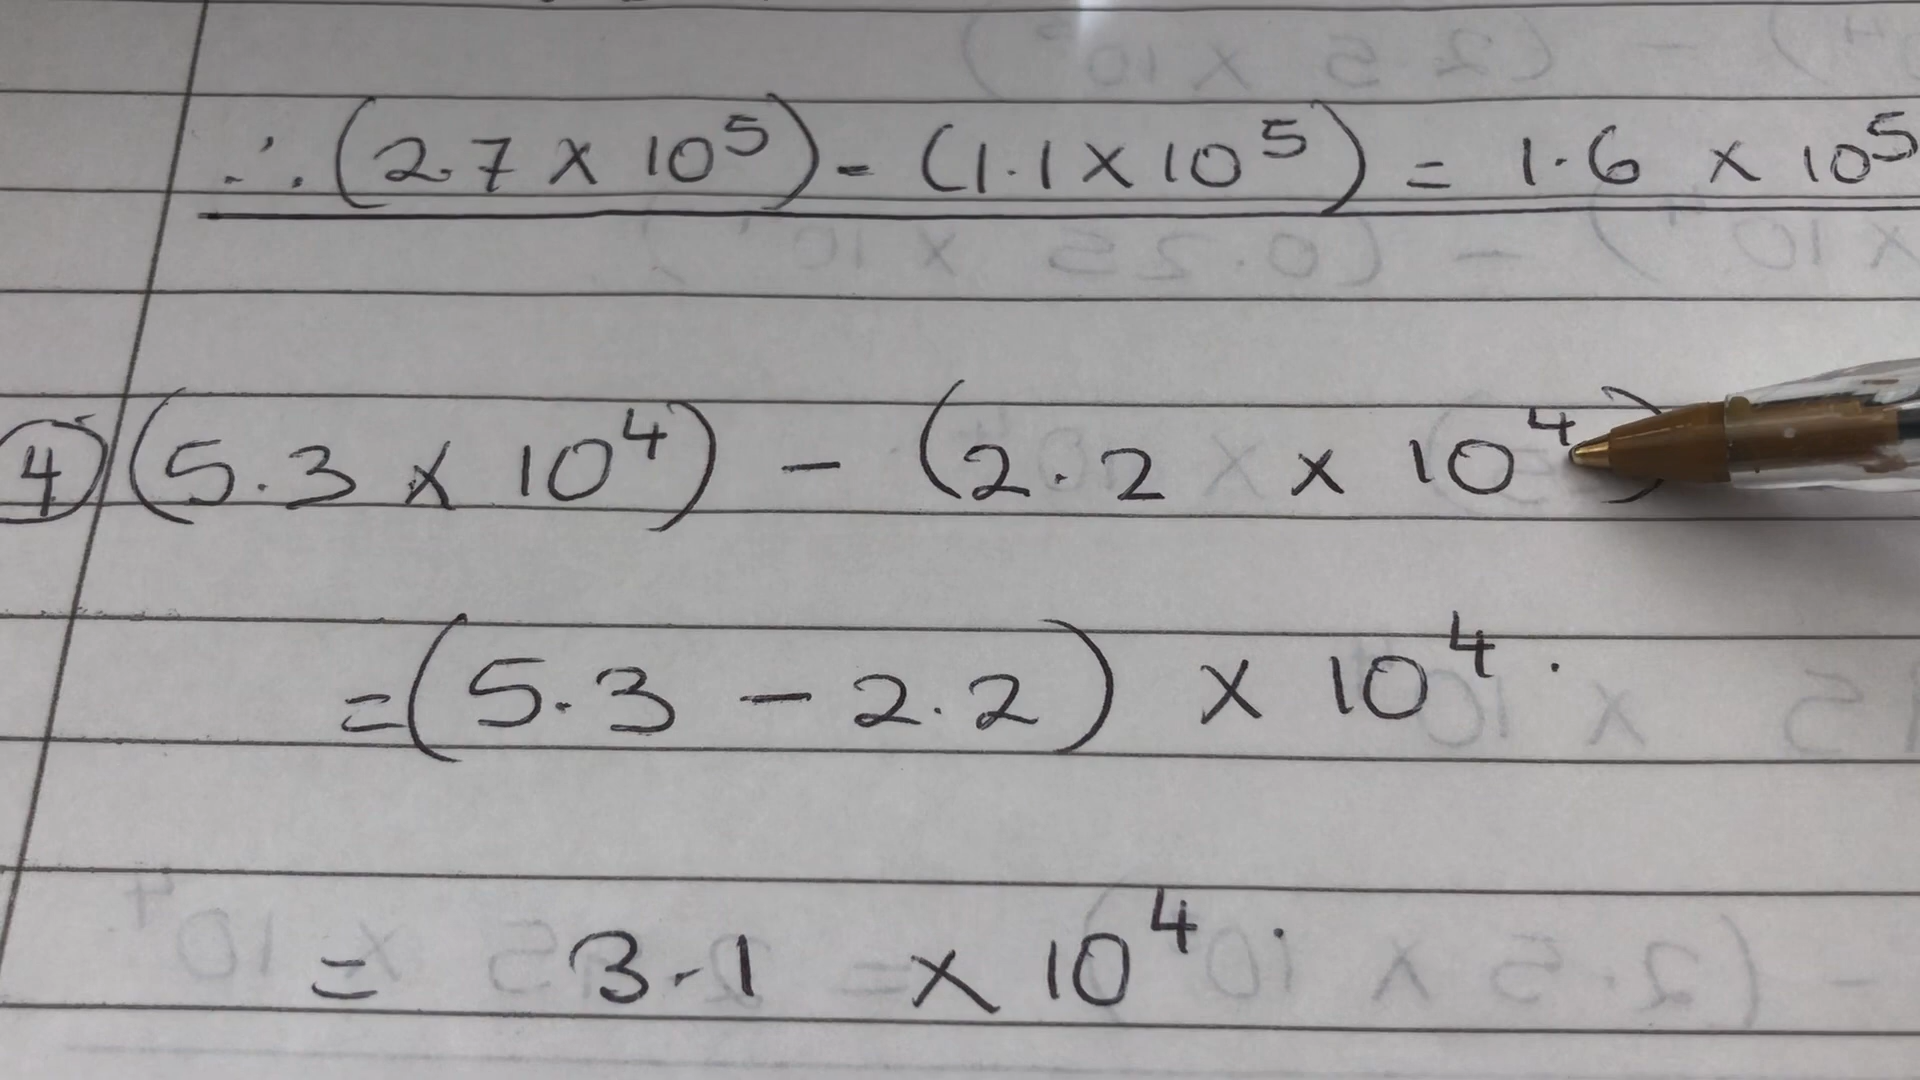 ∴ (2.7 × 10⁵) - (1.1 × 10⁵) = 1.6 × 10⁵
④ (5.3 × 10⁴) - (2.2 × 10⁴)
= (5.3 - 2.2) × 10⁴.
= 3.1 × 10⁴.